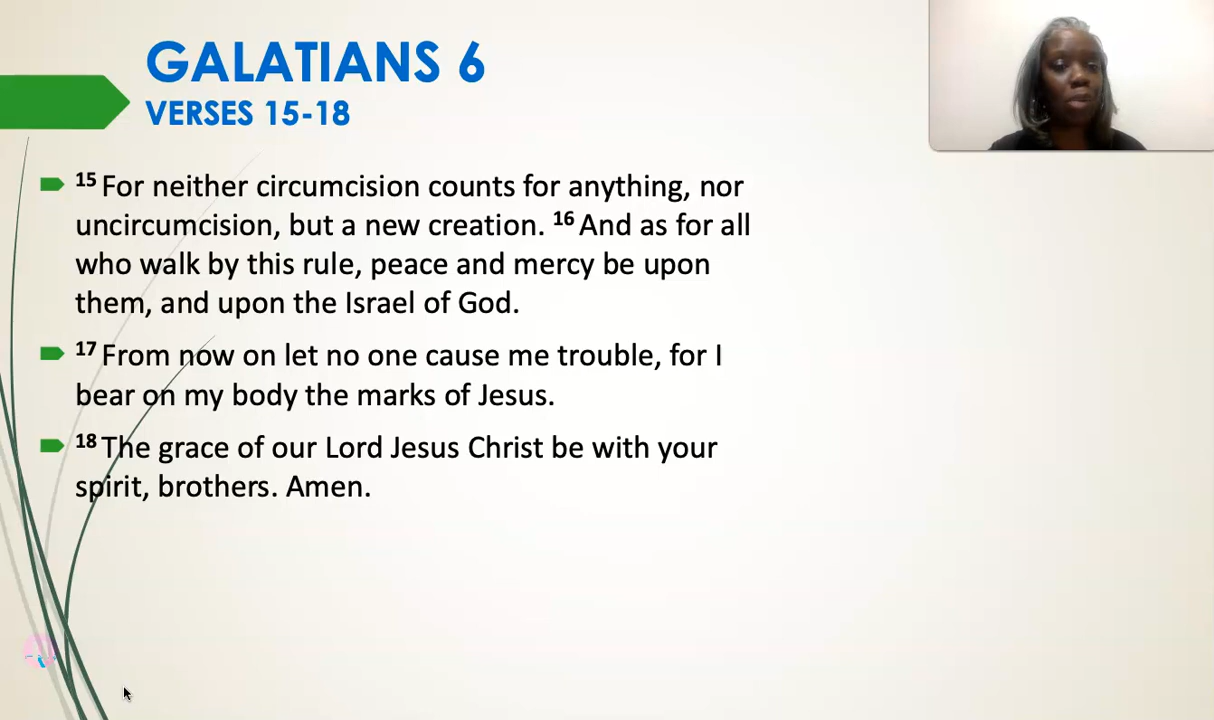 GALATIANS 6
VERSES 15-18
15 For neither circumcision counts for anything, nor
uncircumcision, but a new creation. 16 And as for all
who walk by this rule, peace and mercy be upon
them, and upon the Israel of God.
17 From now on let no one cause me trouble, for I
bear on my body the marks of Jesus.
18 The grace of our Lord Jesus Christ be with your
spirit, brothers. Amen.